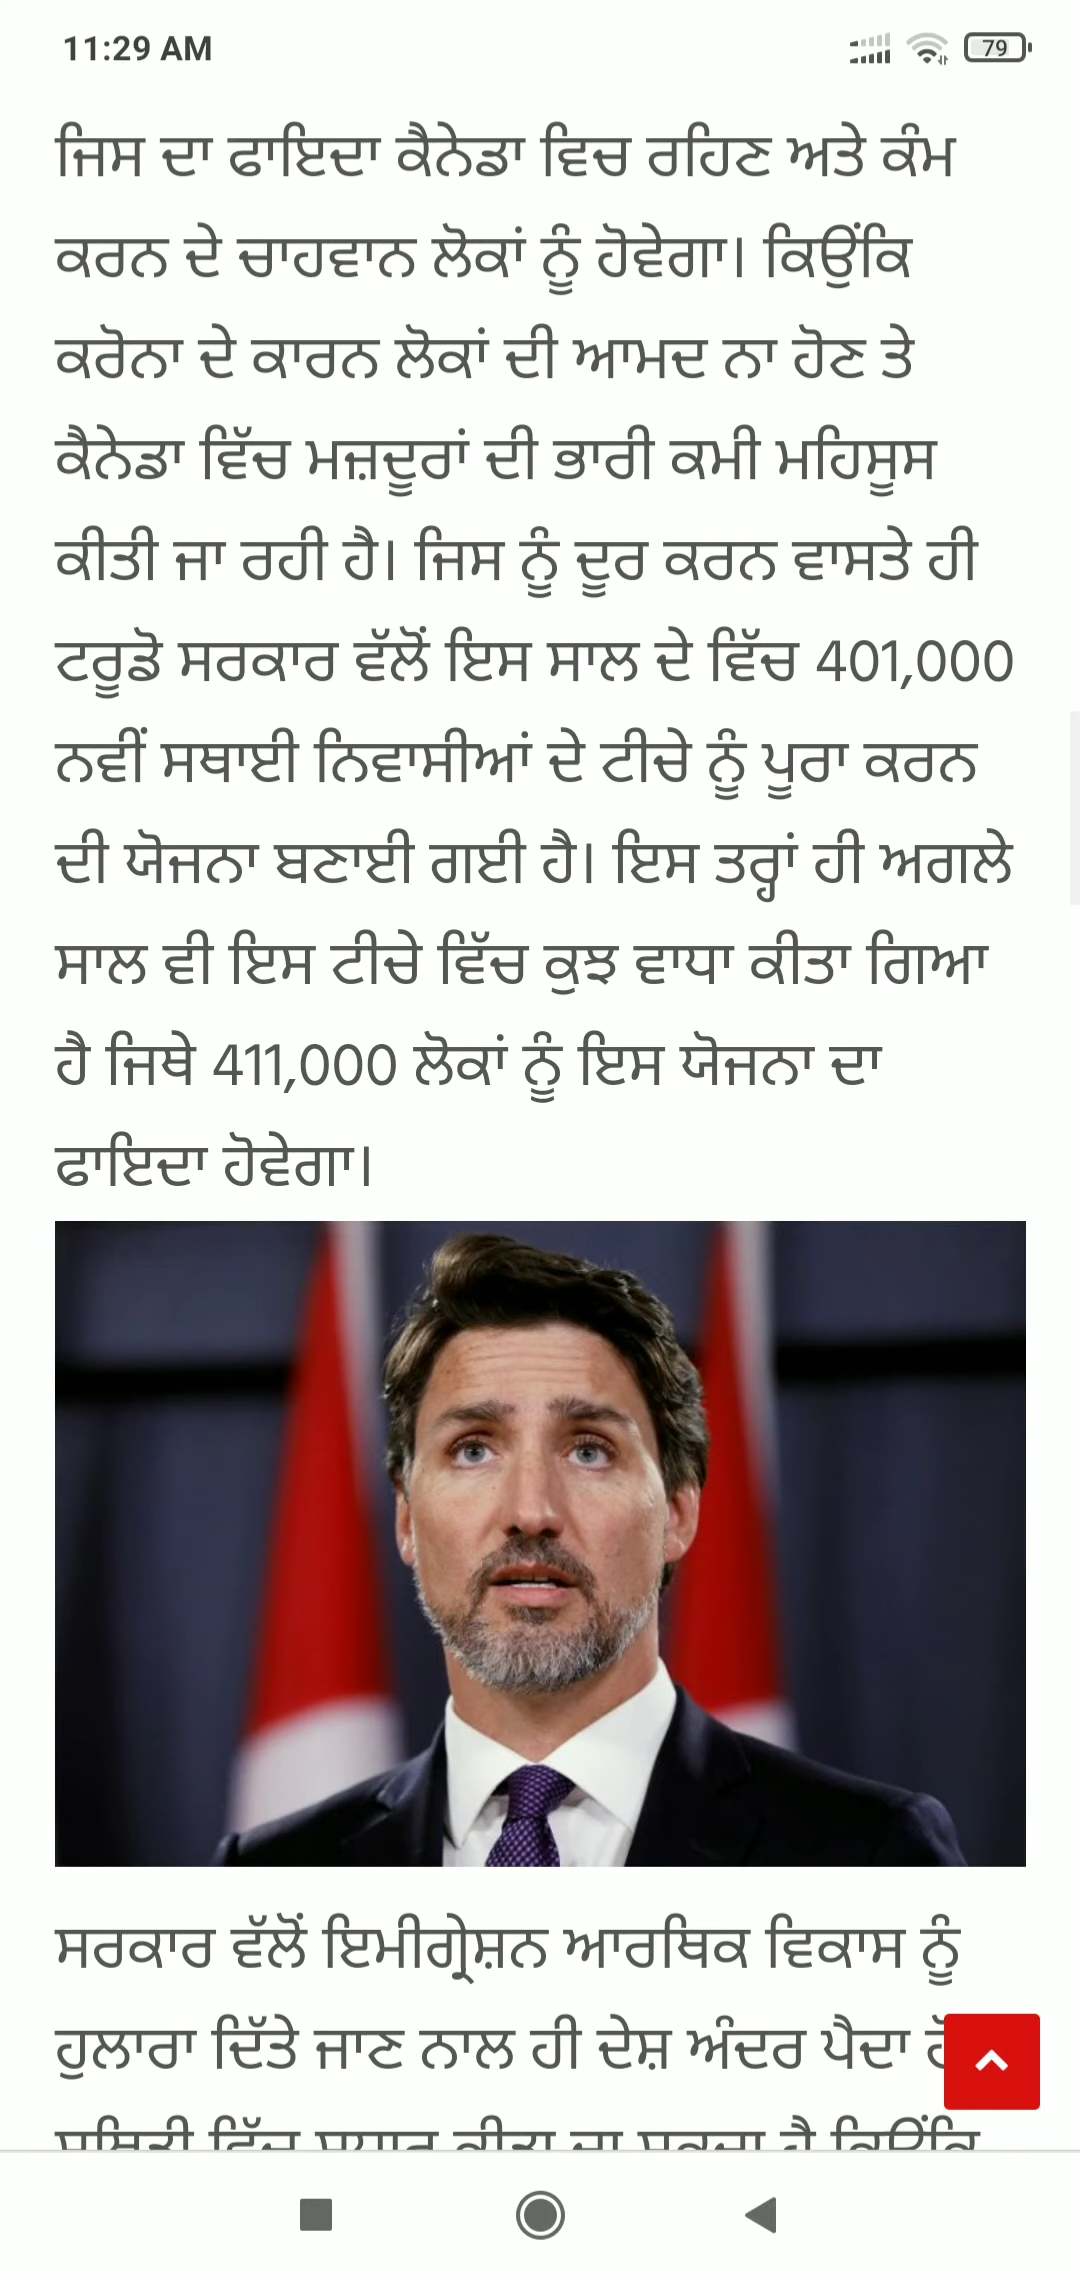 11:29 AM
79
ਜਿਸ ਦਾ ਫਾਇਦਾ ਕੈਨੇਡਾ ਵਿਚ ਰਹਿਣ ਅਤੇ ਕੰਮ
ਕਰਨ ਦੇ ਚਾਹਵਾਨ ਲੋਕਾਂ ਨੂੰ ਹੋਵੇਗਾ। ਕਿਉਂਕਿ
ਕਰੋਨਾ ਦੇ ਕਾਰਨ ਲੋਕਾਂ ਦੀ ਆਮਦ ਨਾ ਹੋਣ ਤੇ
ਕੈਨੇਡਾ ਵਿੱਚ ਮਜ਼ਦੂਰਾਂ ਦੀ ਭਾਰੀ ਕਮੀ ਮਹਿਸੂਸ
ਕੀਤੀ ਜਾ ਰਹੀ ਹੈ। ਜਿਸ ਨੂੰ ਦੂਰ ਕਰਨ ਵਾਸਤੇ ਹੀ
ਟਰੂਡੋ ਸਰਕਾਰ ਵੱਲੋਂ ਇਸ ਸਾਲ ਦੇ ਵਿੱਚ 401,000
ਨਵੀਂ ਸਥਾਈ ਨਿਵਾਸੀਆਂ ਦੇ ਟੀਚੇ ਨੂੰ ਪੂਰਾ ਕਰਨ
ਦੀ ਯੋਜਨਾ ਬਣਾਈ ਗਈ ਹੈ। ਇਸ ਤਰ੍ਹਾਂ ਹੀ ਅਗਲੇ
ਸਾਲ ਵੀ ਇਸ ਟੀਚੇ ਵਿੱਚ ਕੁਝ ਵਾਧਾ ਕੀਤਾ ਗਿਆ
ਹੈ ਜਿਥੇ 411,000 ਲੋਕਾਂ ਨੂੰ ਇਸ ਯੋਜਨਾ ਦਾ
ਫਾਇਦਾ ਹੋਵੇਗਾ।
ਸਰਕਾਰ ਵੱਲੋਂ ਇਮੀਗ੍ਰੇਸ਼ਨ ਆਰਥਿਕ ਵਿਕਾਸ ਨੂੰ
ਹੁਲਾਰਾ ਦਿੱਤੇ ਜਾਣ ਨਾਲ ਹੀ ਦੇਸ਼ ਅੰਦਰ ਪੈਦਾ